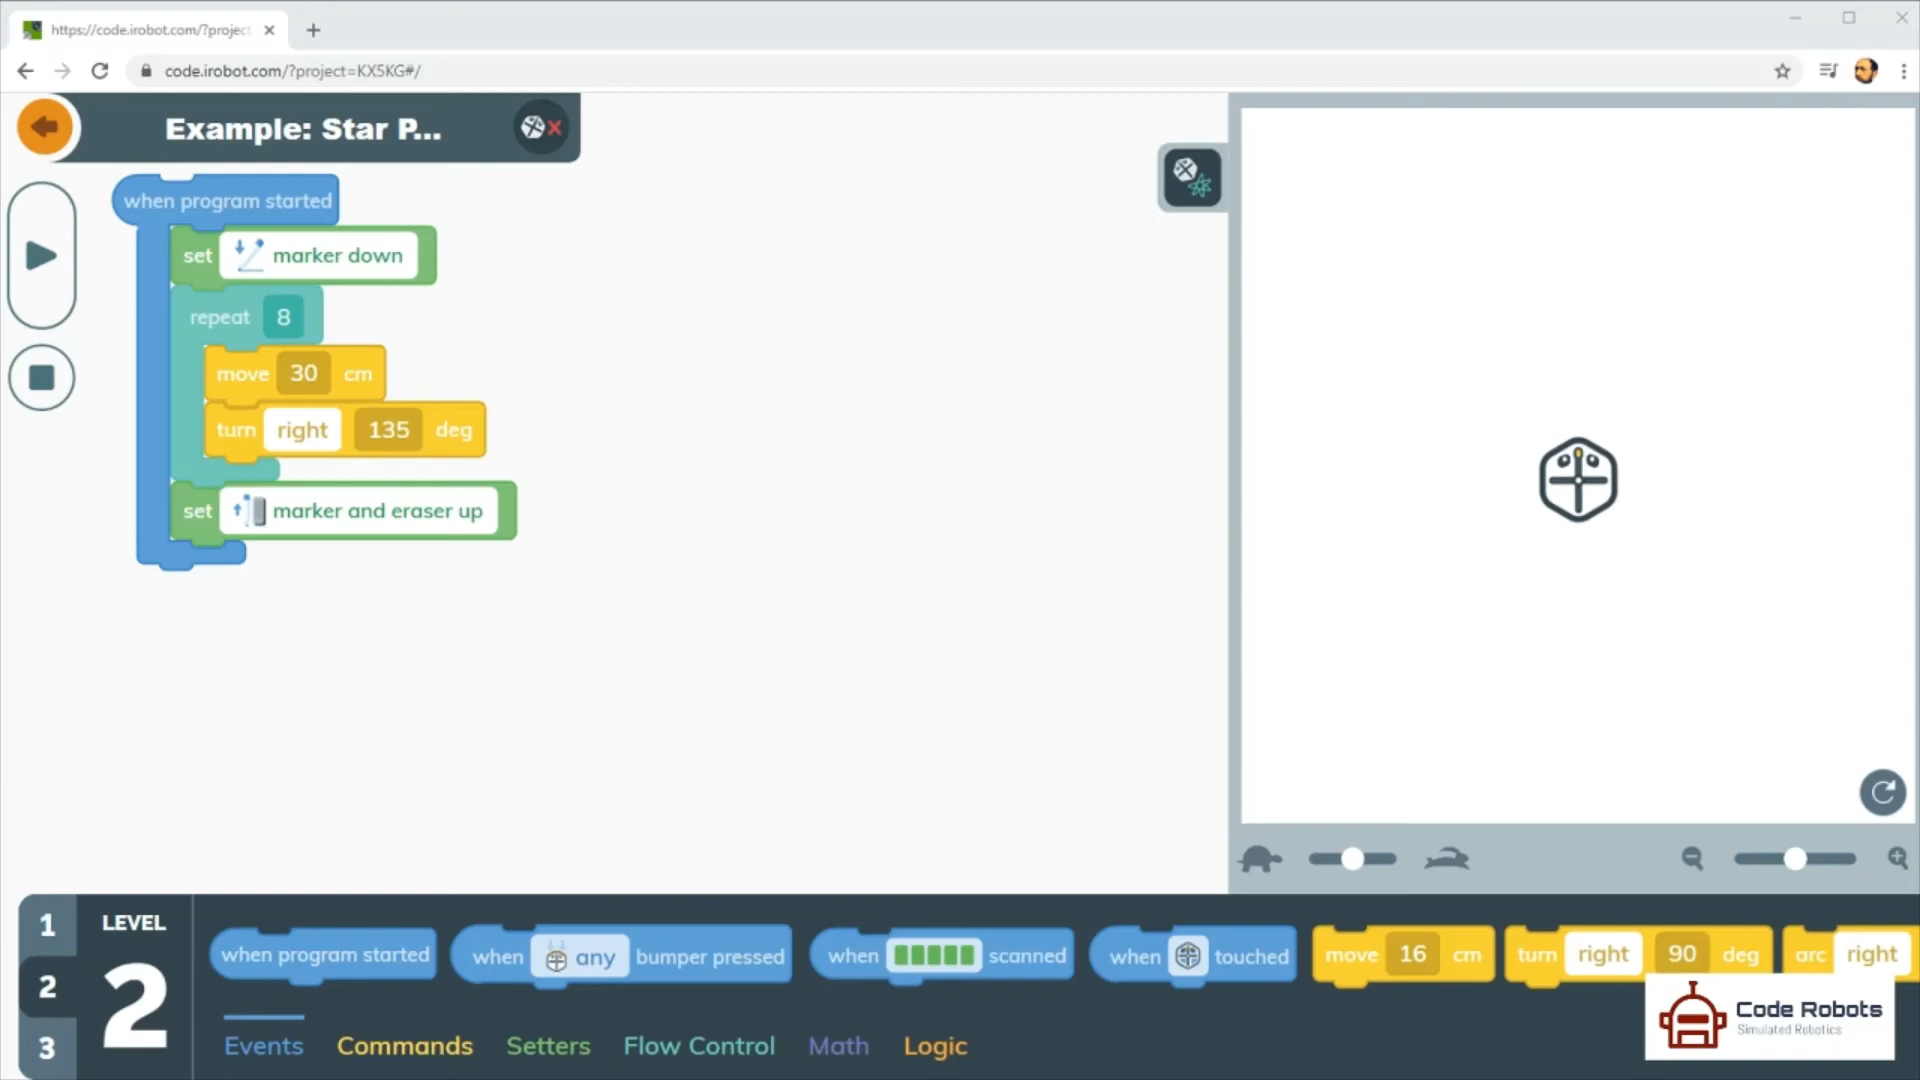 https://code.irobot.com/?project
code.irobot.com/?project=KX5KG#/
Example: Star P...
when program started
set marker down
repeat 8
move 30 cm
turn right 135 deg
set marker and eraser up
1
2
3
LEVEL
2
when program started
when any bumper pressed
when scanned
when touched
move 16 cm
turn right 90 deg
arc right
Events Commands Setters Flow Control Math Logic
Code Robots
Simulated Robotics